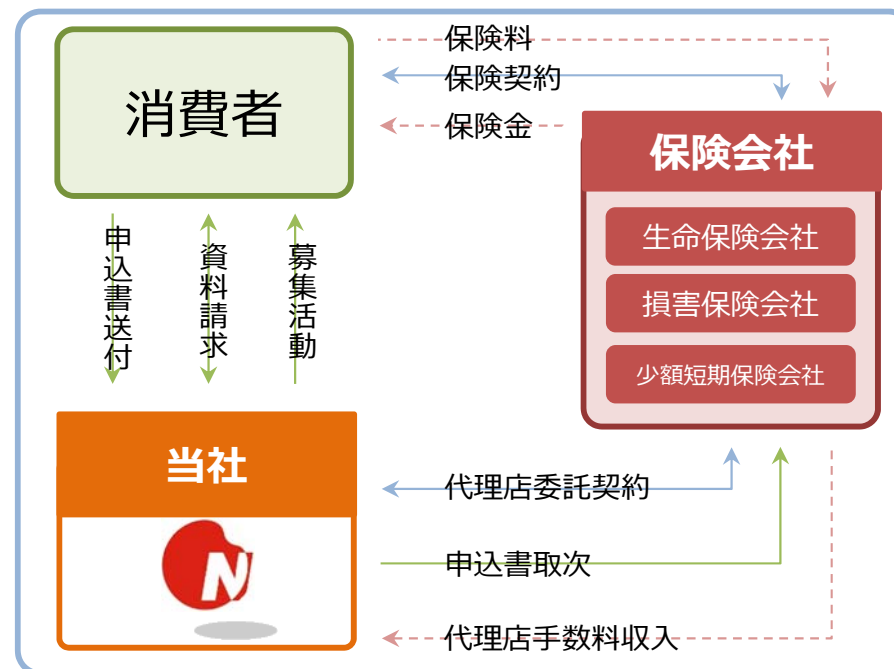 保険料
保険契約
保険金
消費者
保険会社
生命保険会社
損害保険会社
少額短期保険会社
申込書送付
資料請求
募集活動
当社
N
代理店委託契約
申込書取次
代理店手数料収入